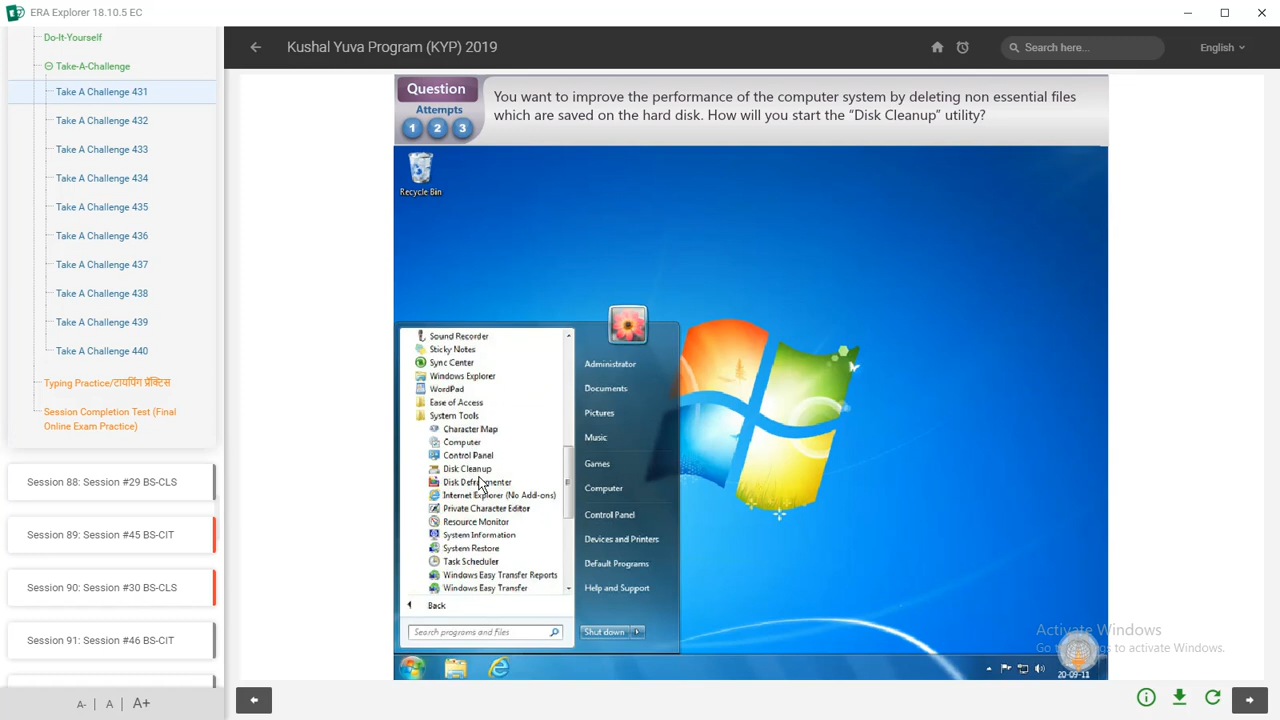 ERA Explorer 18.10.5 EC
Kushal Yuva Program (KYP) 2019
Search here...
English
Do-It-Yourself
Take-A-Challenge
Take A Challenge 431
Take A Challenge 432
Take A Challenge 433
Take A Challenge 434
Take A Challenge 435
Take A Challenge 436
Take A Challenge 437
Take A Challenge 438
Take A Challenge 439
Take A Challenge 440
Typing Practice/टायपिंग प्रॅक्टिस
Session Completion Test (Final
Online Exam Practice)
Session 88: Session #29 BS-CLS
Session 89: Session #45 BS-CIT
Session 90: Session #30 BS-CLS
Session 91: Session #46 BS-CIT
A- A A+
Question
Attempts
1 2 3
You want to improve the performance of the computer system by deleting non essential files
which are saved on the hard disk. How will you start the “Disk Cleanup” utility?
Recycle Bin
Sound Recorder
Sticky Notes
Sync Center
Windows Explorer
WordPad
Ease of Access
System Tools
Character Map
Computer
Control Panel
Disk Cleanup
Disk Defragmenter
Internet Explorer (No Add-ons)
Private Character Editor
Resource Monitor
System Information
System Restore
Task Scheduler
Windows Easy Transfer Reports
Windows Easy Transfer
Back
Search programs and files
Administrator
Documents
Pictures
Music
Games
Computer
Control Panel
Devices and Printers
Default Programs
Help and Support
Shut down
Activate Windows
to activate Windows.
20-09-11